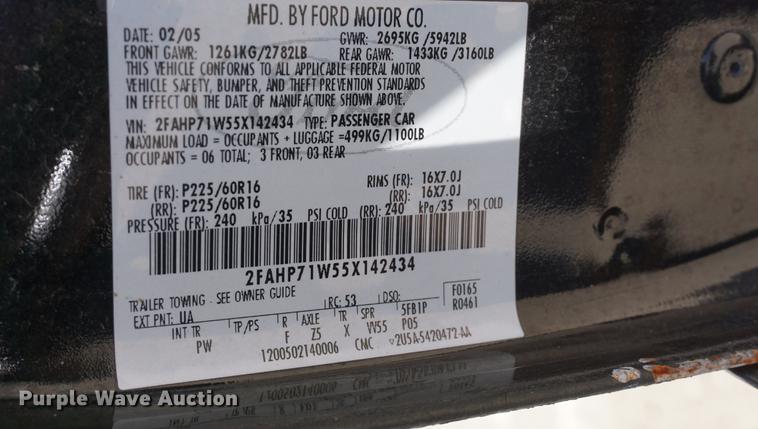 MFD. BY FORD MOTOR CO.
DATE: 02/05 GVWR: 2695KG /5942LB
FRONT GAWR: 1261KG/2782LB REAR GAWR: 1433KG/3160LB
THIS VEHICLE CONFORMS TO ALL APPLICABLE FEDERAL MOTOR
VEHICLE SAFETY, BUMPER, AND THEFT PREVENTION STANDARDS
IN EFFECT ON THE DATE OF MANUFACTURE SHOWN ABOVE.
VIN: 2FAHP71W55X142434 TYPE: PASSENGER CAR
MAXIMUM LOAD = OCCUPANTS + LUGGAGE =499KG/1100LB
OCCUPANTS = 06 TOTAL; 3 FRONT, 03 REAR
TIRE (FR): P225/60R16 RIMS (FR): 16X7.0J
(RR): P225/60R16 (RR): 16X7.0J
PRESSURE (FR): 240 kPa/35 PSI COLD (RR): 240 kPa/35 PSI COLD
2FAHP71W55X142434
TRAILER TOWING - SEE OWNER GUIDE
EXT PNT: UA RC: 53 DSO: F0165
INT TR TP/PS R AXLE TR SPR 5FB1P R0461
PW F Z5 X VV55 P05
1200502140006 CMC 2U5A-5420472-AA
Purple Wave Auction